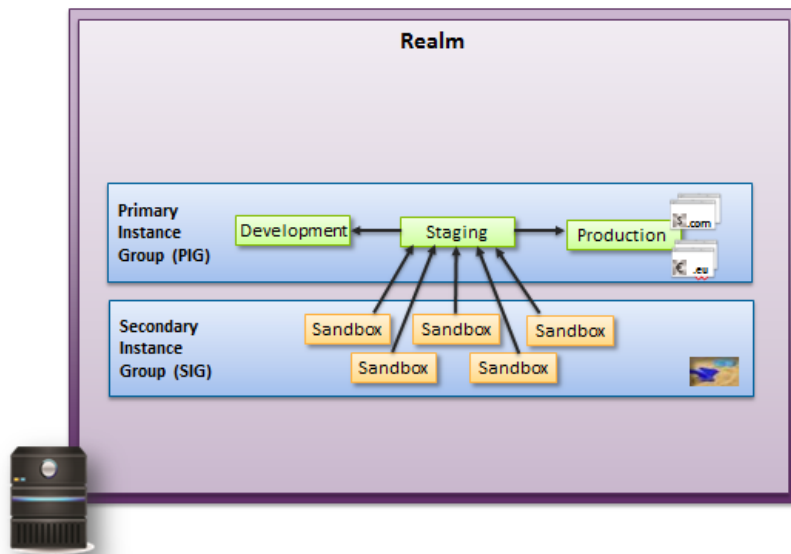 Realm
Primary
Instance
Group (PIG)
Development
Staging
Production
$ .com
€ .eu
Secondary
Instance
Group (SIG)
Sandbox
Sandbox
Sandbox
Sandbox
Sandbox